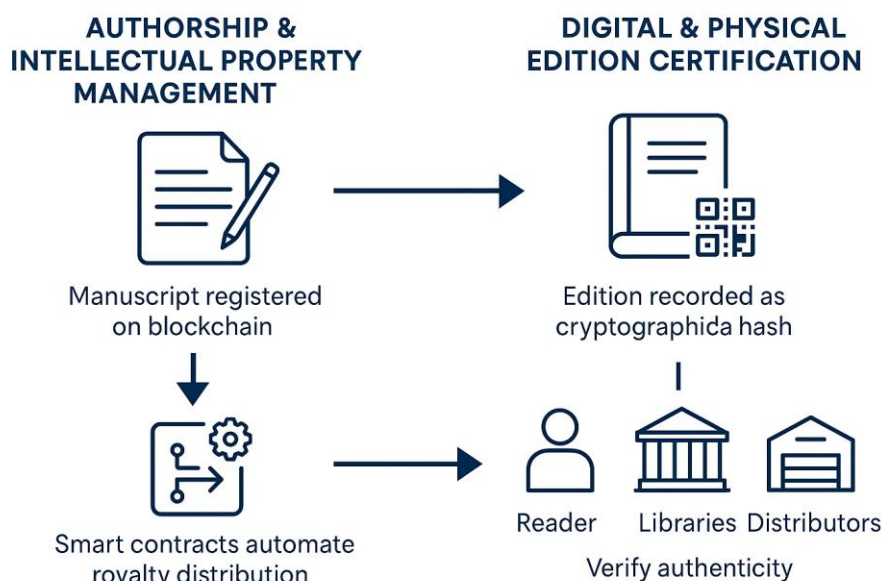 AUTHORSHIP &
INTELLECTUAL PROPERTY
MANAGEMENT
Manuscript registered
on blockchain
Smart contracts automate
royalty distribution
DIGITAL & PHYSICAL
EDITION CERTIFICATION
Edition recorded as
cryptographicda hash
Reader
Libraries
Distributors
Verify authenticity